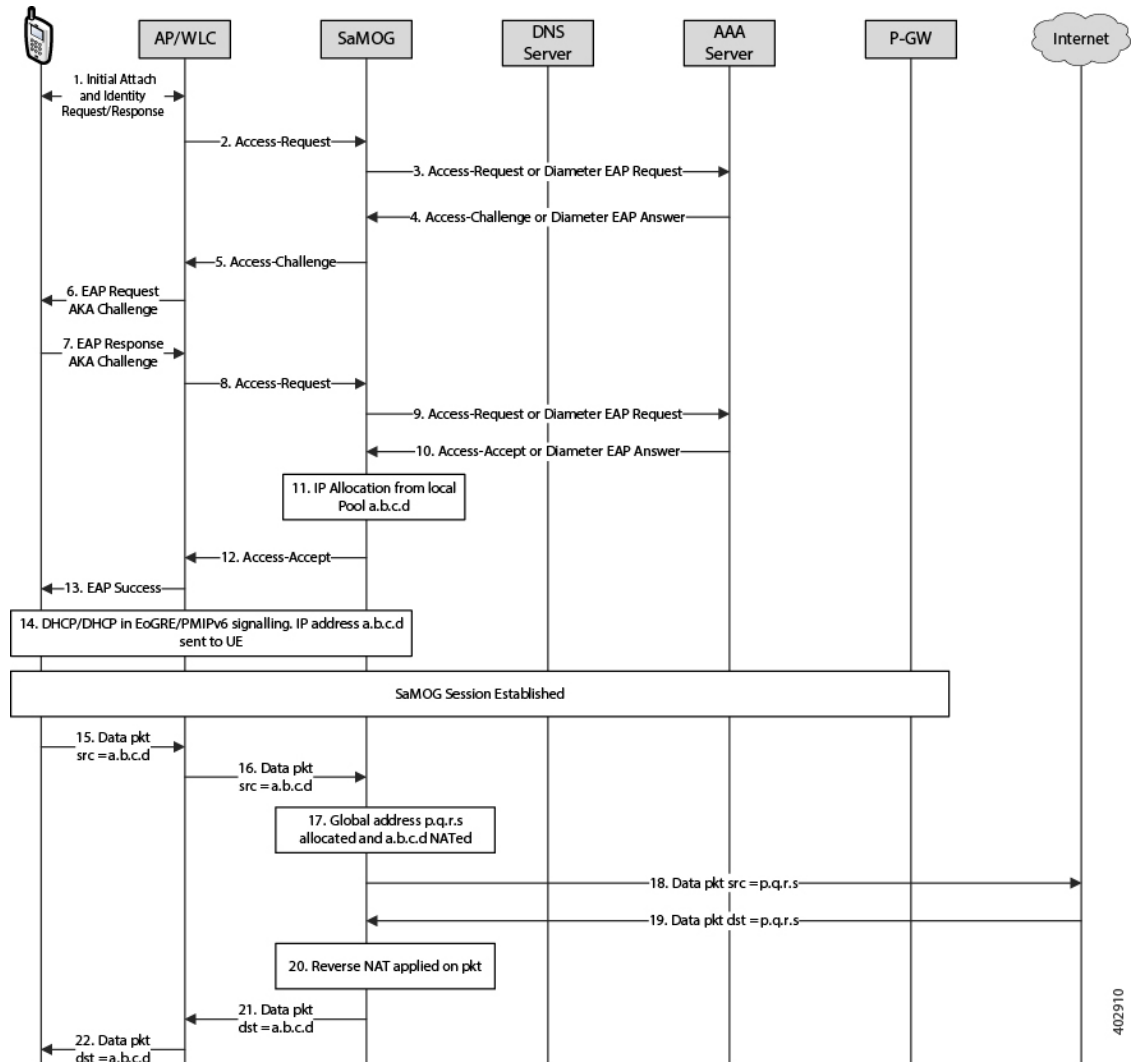 AP/WLC
SaMOG
DNS
Server
AAA
Server
P-GW
Internet
1. Initial Attach
and Identity
Request/Response
2. Access-Request
3. Access-Request or Diameter EAP Request
4. Access-Challenge or Diameter EAP Answer
5. Access-Challenge
6. EAP Request
AKA Challenge
7. EAP Response
AKA Challenge
8. Access-Request
9. Access-Request or Diameter EAP Request
10. Access-Accept or Diameter EAP Answer
11. IP Allocation from local
Pool a.b.c.d
12. Access-Accept
13. EAP Success
14. DHCP/DHCP in EoGRE/PMIPv6 signalling. IP address a.b.c.d
sent to UE
SaMOG Session Established
15. Data pkt
src =a.b.c.d
16. Data pkt
src =a.b.c.d
17. Global address p.q.r.s
allocated and a.b.c.d NATed
18. Data pkt src =p.q.r.s
19. Data pkt dst =p.q.r.s
20. Reverse NAT applied on pkt
21. Data pkt
dst =a.b.c.d
22. Data pkt
dst =a.b.c.d
402910